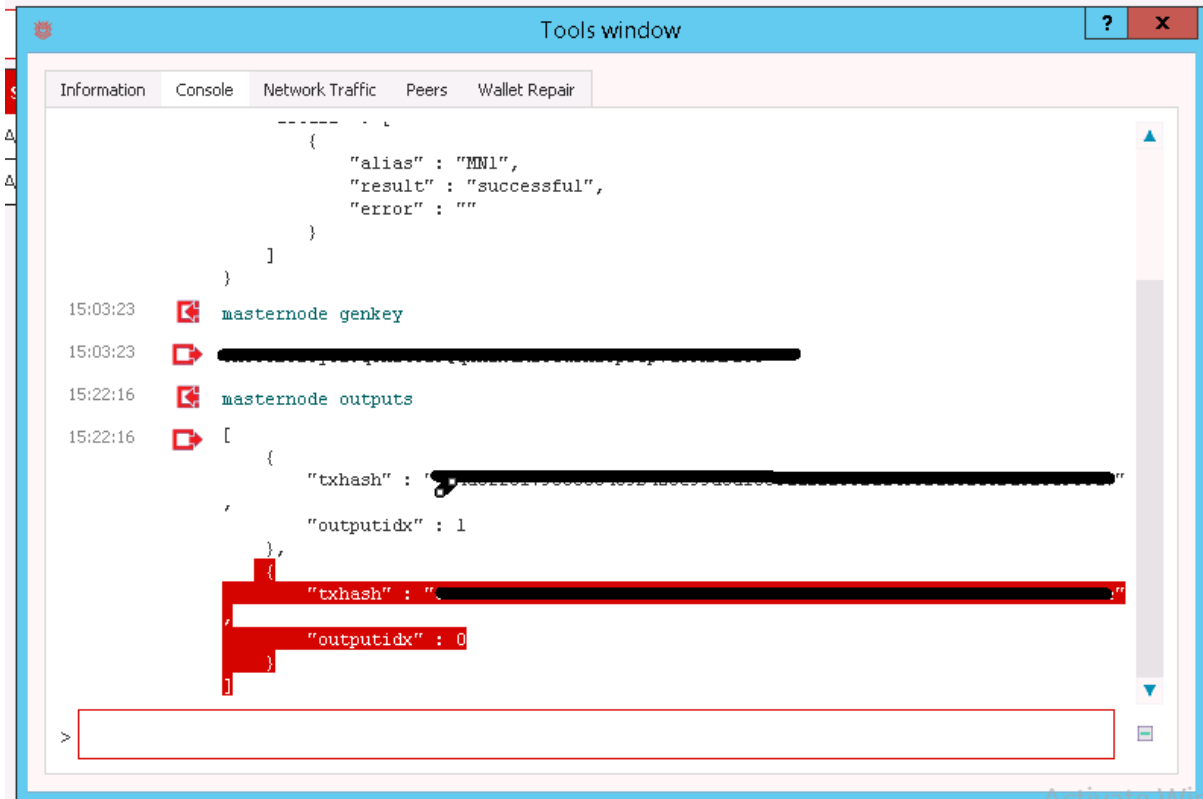 Tools window
? x
Information Console Network Traffic Peers Wallet Repair
{
"alias" : "MN1",
"result" : "successful",
"error" : ""
}
]
}
15:03:23 masternode genkey
15:03:23
15:22:16 masternode outputs
15:22:16 [
{
"txhash" : " "
,
"outputidx" : 1
},
{
"txhash" : " "
,
"outputidx" : 0
}
]
>